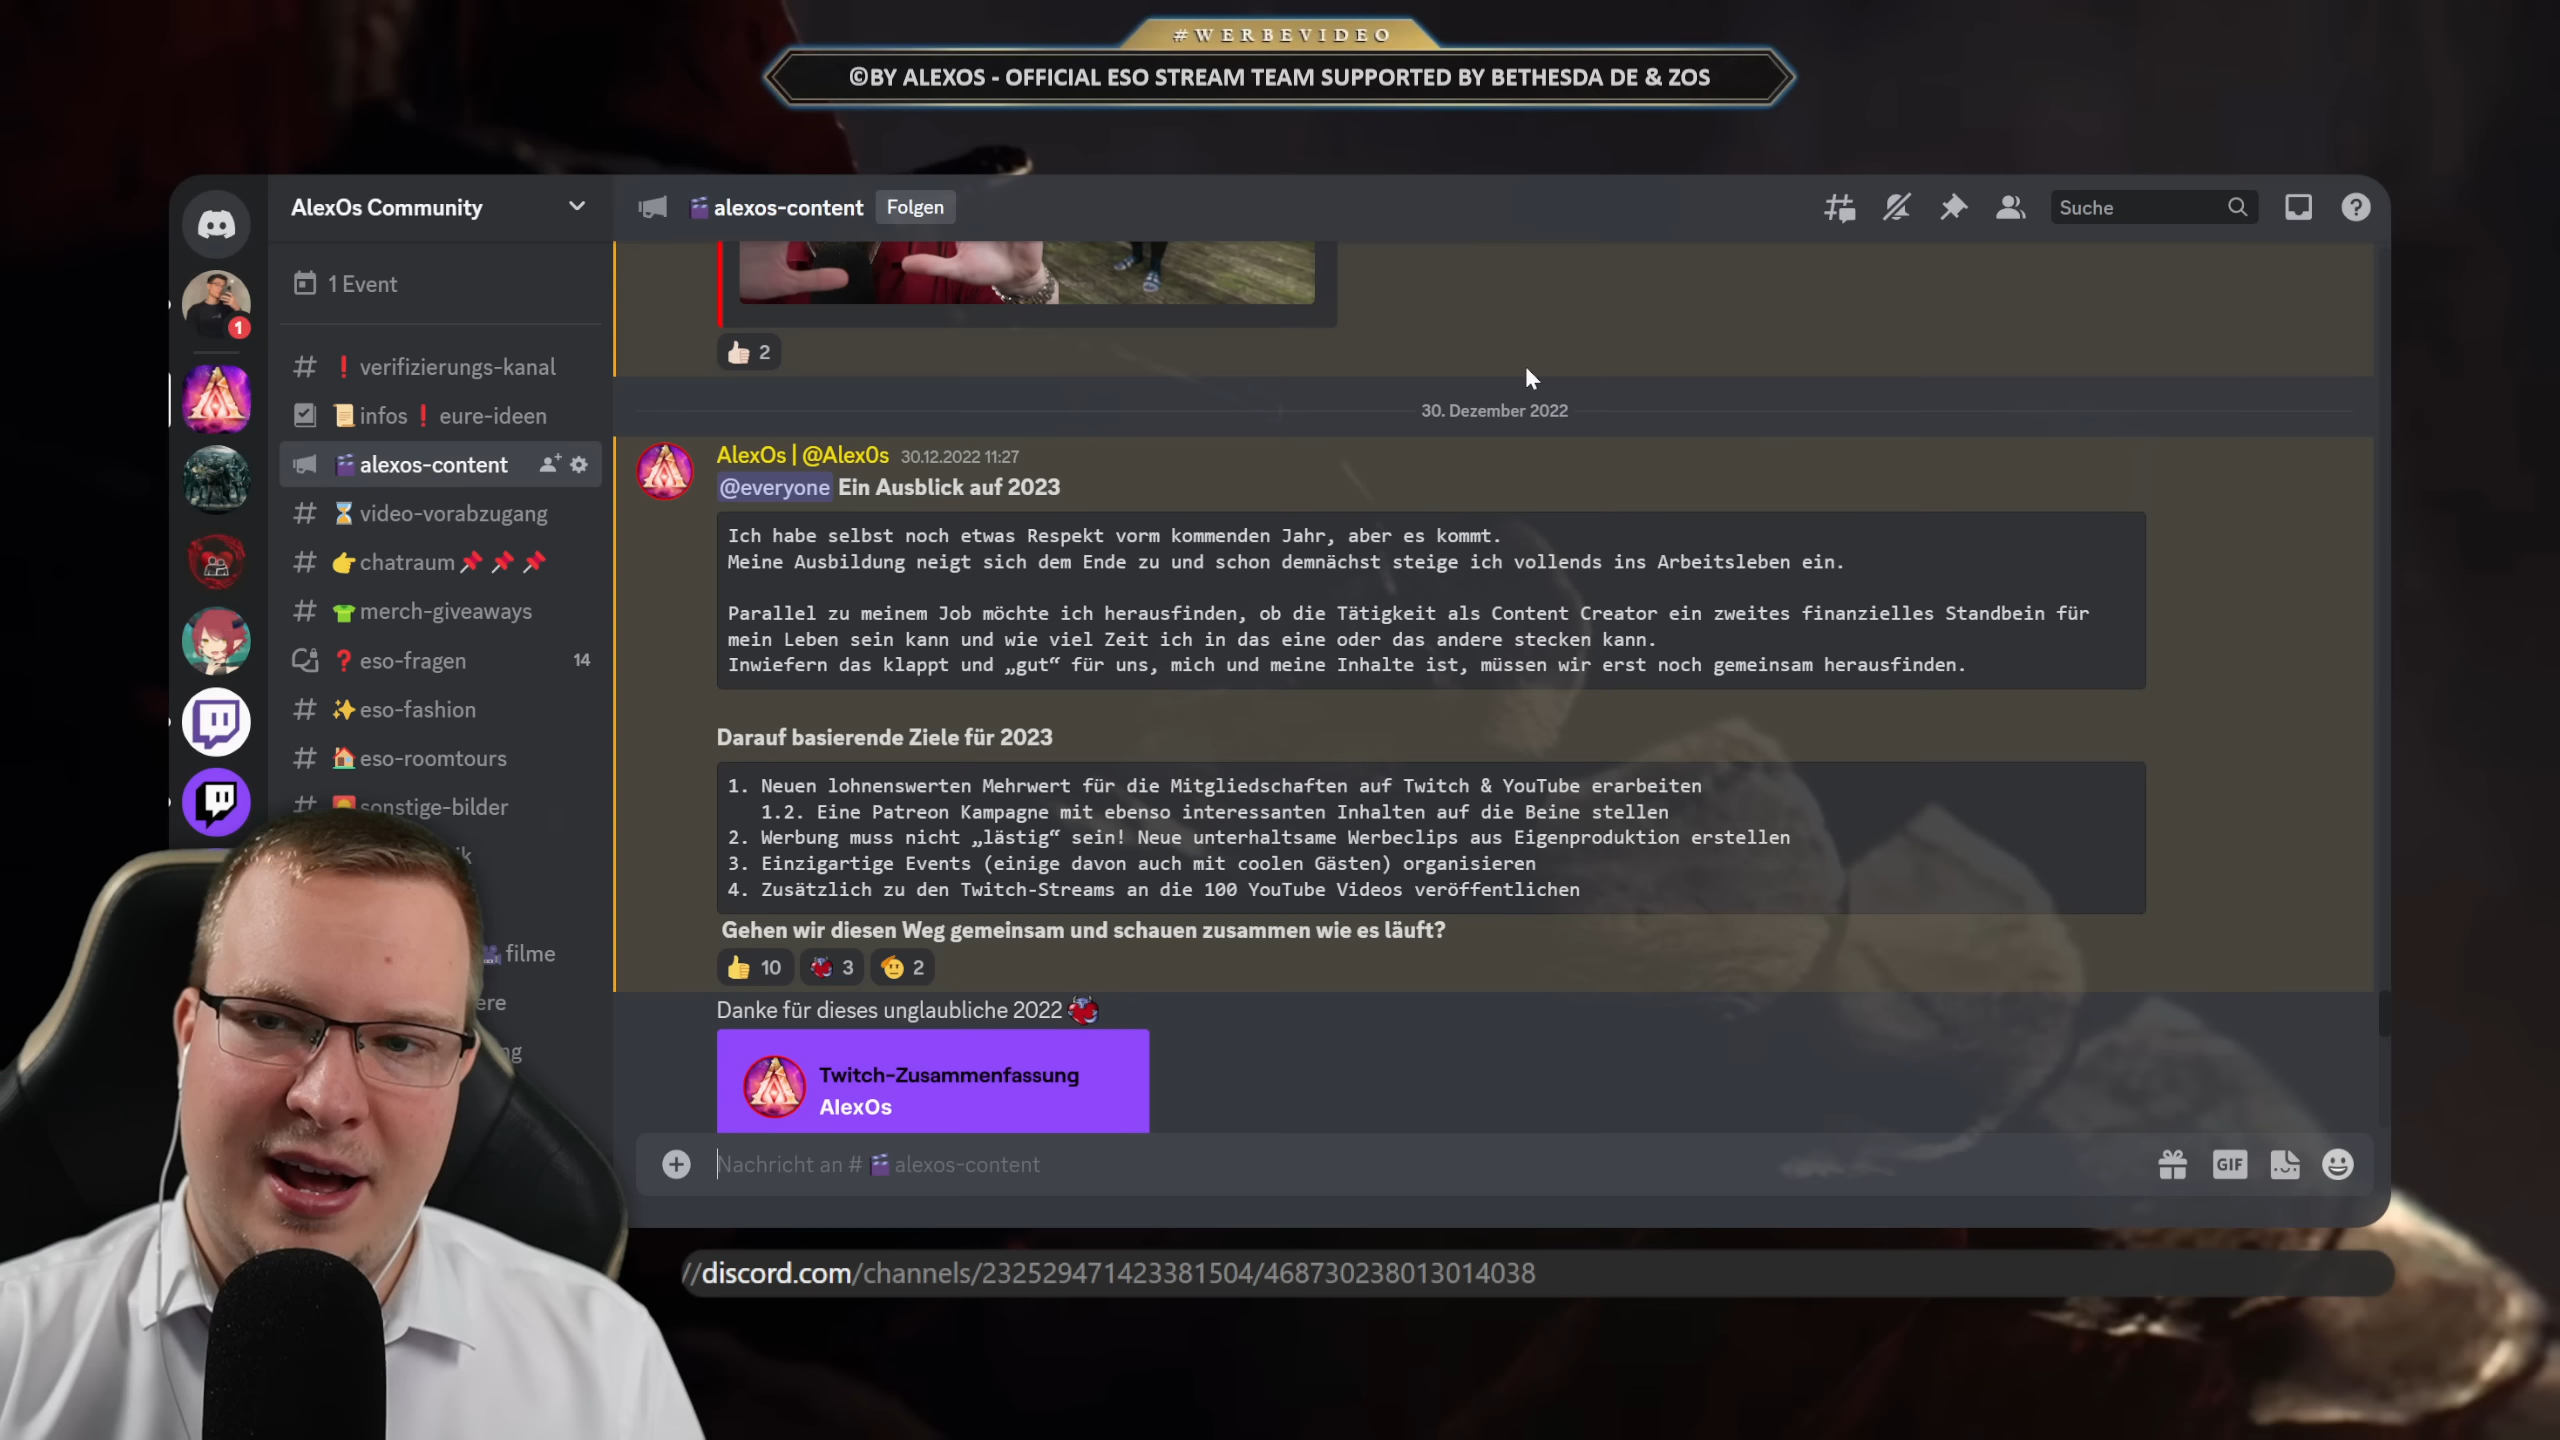 #WERBEVIDEO
©BY ALEXOS - OFFICIAL ESO STREAM TEAM SUPPORTED BY BETHESDA DE & ZOS
AlexOs Community
alexos-content
Folgen
Suche
1 Event
1
verifizierungs-kanal
infos❗eure-ideen
alexos-content
video-vorabzugang
chatraum
merch-giveaways
eso-fragen
14
eso-fashion
eso-roomtours
sonstige-bilder
filme
2
30. Dezember 2022
AlexOs | @Alex0s 30.12.2022 11:27
@everyone Ein Ausblick auf 2023
Ich habe selbst noch etwas Respekt vorm kommenden Jahr, aber es kommt.
Meine Ausbildung neigt sich dem Ende zu und schon demnächst steige ich vollends ins Arbeitsleben ein.
Parallel zu meinem Job möchte ich herausfinden, ob die Tätigkeit als Content Creator ein zweites finanzielles Standbein für
mein Leben sein kann und wie viel Zeit ich in das eine oder das andere stecken kann.
Inwiefern das klappt und „gut“ für uns, mich und meine Inhalte ist, müssen wir erst noch gemeinsam herausfinden.
Darauf basierende Ziele für 2023
1. Neuen lohnenswerten Mehrwert für die Mitgliedschaften auf Twitch & YouTube erarbeiten
1.2. Eine Patreon Kampagne mit ebenso interessanten Inhalten auf die Beine stellen
2. Werbung muss nicht „lästig“ sein! Neue unterhaltsame Werbeclips aus Eigenproduktion erstellen
3. Einzigartige Events (einige davon auch mit coolen Gästen) organisieren
4. Zusätzlich zu den Twitch-Streams an die 100 YouTube Videos veröffentlichen
Gehen wir diesen Weg gemeinsam und schauen zusammen wie es läuft?
10 3 2
Danke für dieses unglaubliche 2022
Twitch-Zusammenfassung
AlexOs
Nachricht an # alexos-content
GIF
//discord.com/channels/232529471423381504/468730238013014038